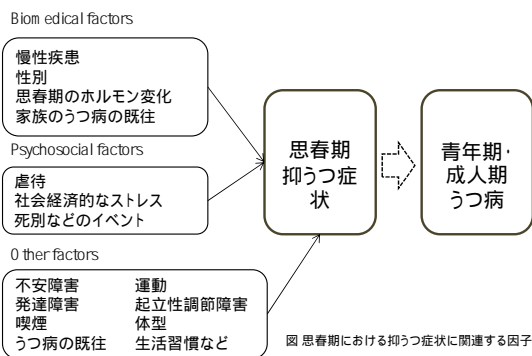 Biomedical factors
慢性疾患
性別
思春期のホルモン変化
家族のうつ病の既往
Psychosocial factors
虐待
社会経済的なストレス
死別などのイベント
Other factors
不安障害 運動
発達障害 起立性調節障害
喫煙 体型
うつ病の既往 生活習慣など
思春期
抑うつ症
状
青年期・
成人期
うつ病
図 思春期における抑うつ症状に関連する因子